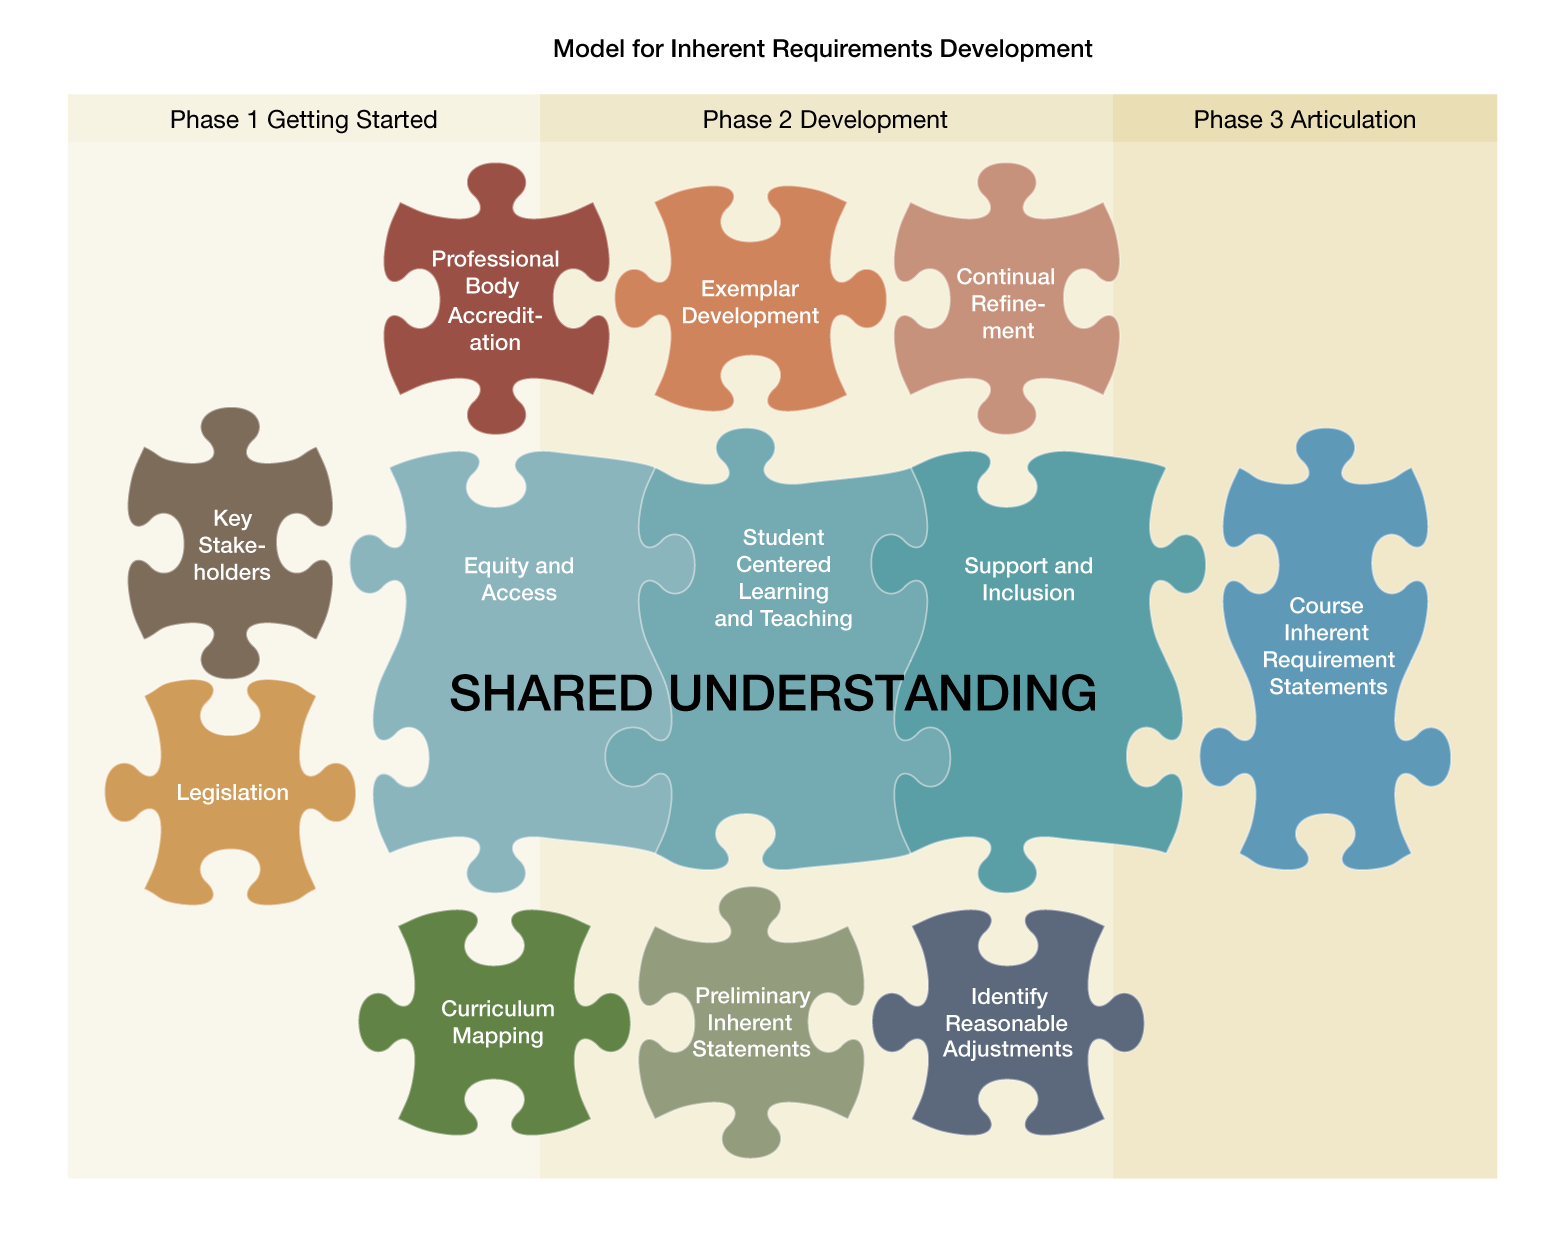 Model for Inherent Requirements Development
Phase 1 Getting Started
Phase 2 Development
Phase 3 Articulation
Professional
Body
Accredit-
ation
Exemplar
Development
Continual
Refine-
ment
Key
Stake-
holders
Legislation
Equity and
Access
Student
Centered
Learning
and Teaching
Support and
Inclusion
SHARED UNDERSTANDING
Course
Inherent
Requirement
Statements
Curriculum
Mapping
Preliminary
Inherent
Statements
Identify
Reasonable
Adjustments